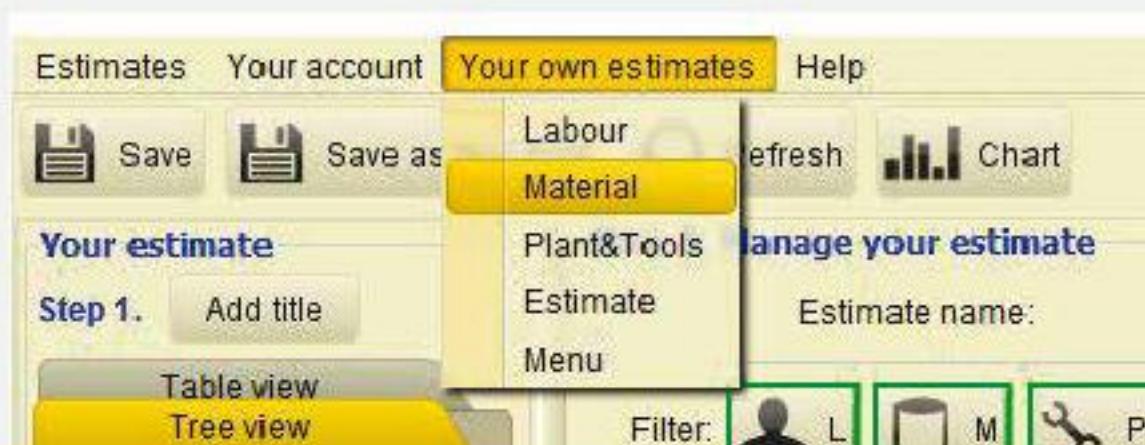 Estimates Your account Your own estimates Help
Save Save as efresh Chart
Labour
Material
Plant&Tools
Estimate
Menu
Your estimate
Step 1. Add title
Table view
Tree view
anage your estimate
Estimate name:
Filter: L M P